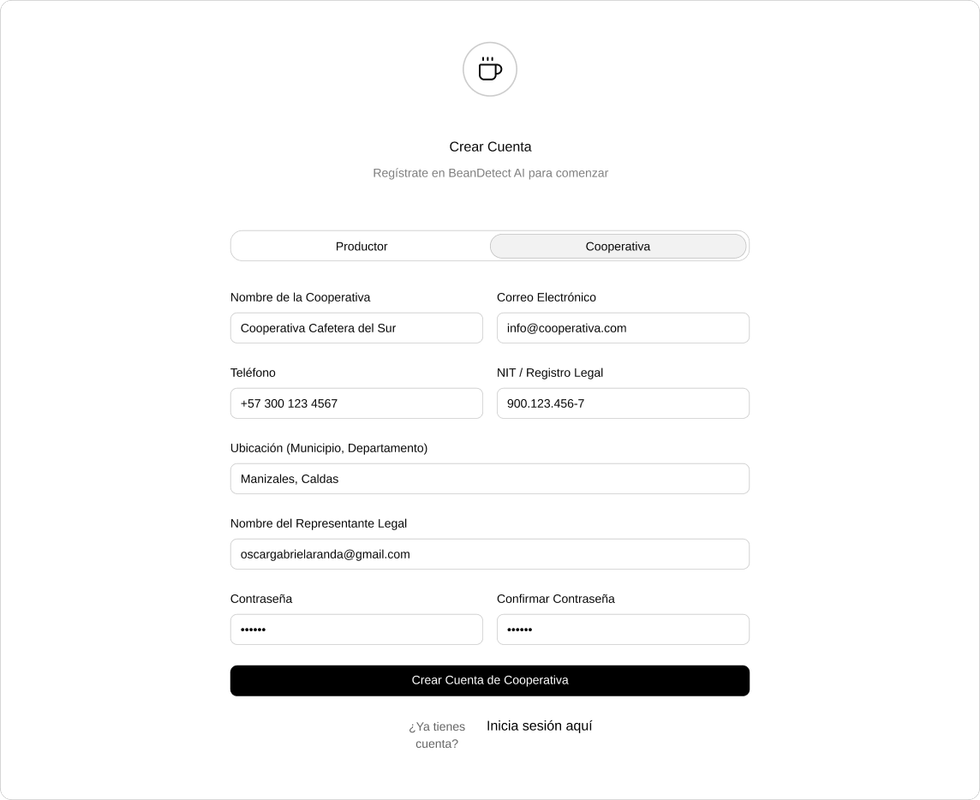 Crear Cuenta
Regístrate en BeanDetect AI para comenzar
Productor
Cooperativa
Nombre de la Cooperativa
Correo Electrónico
Cooperativa Cafetera del Sur
info@cooperativa.com
Teléfono
NIT / Registro Legal
+57 300 123 4567
900.123.456-7
Ubicación (Municipio, Departamento)
Manizales, Caldas
Nombre del Representante Legal
oscargabrielaranda@gmail.com
Contraseña
Confirmar Contraseña
••••••
••••••
Crear Cuenta de Cooperativa
¿Ya tienes
cuenta?
Inicia sesión aquí